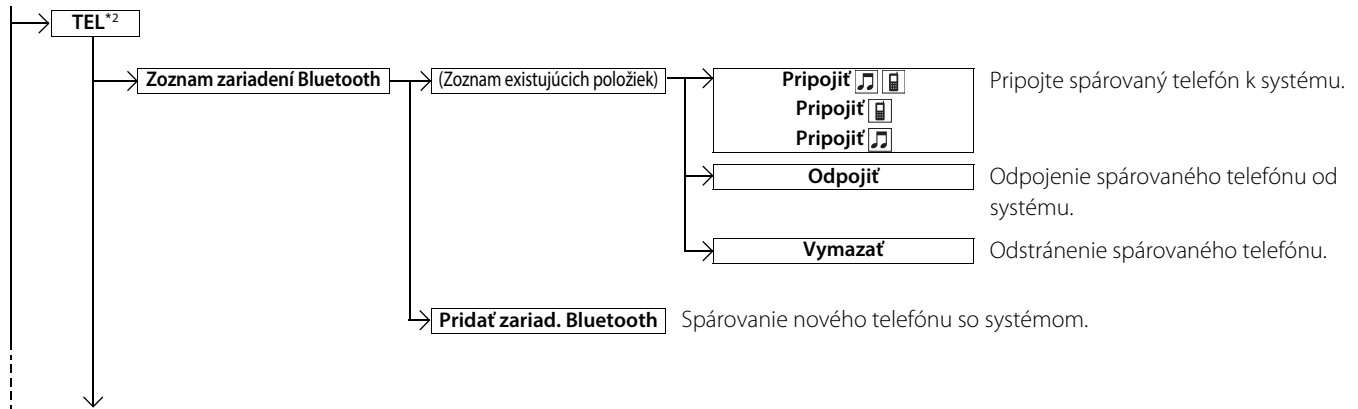 TEL*2
Zoznam zariadení Bluetooth
(Zoznam existujúcich položiek)
Pripojiť
Pripojiť
Pripojiť
Pripojte spárovaný telefón k systému.
Odpojiť
Odpojenie spárovaného telefónu od
systému.
Vymazať
Odstránenie spárovaného telefónu.
Pridať zariad. Bluetooth
Spárovanie nového telefónu so systémom.